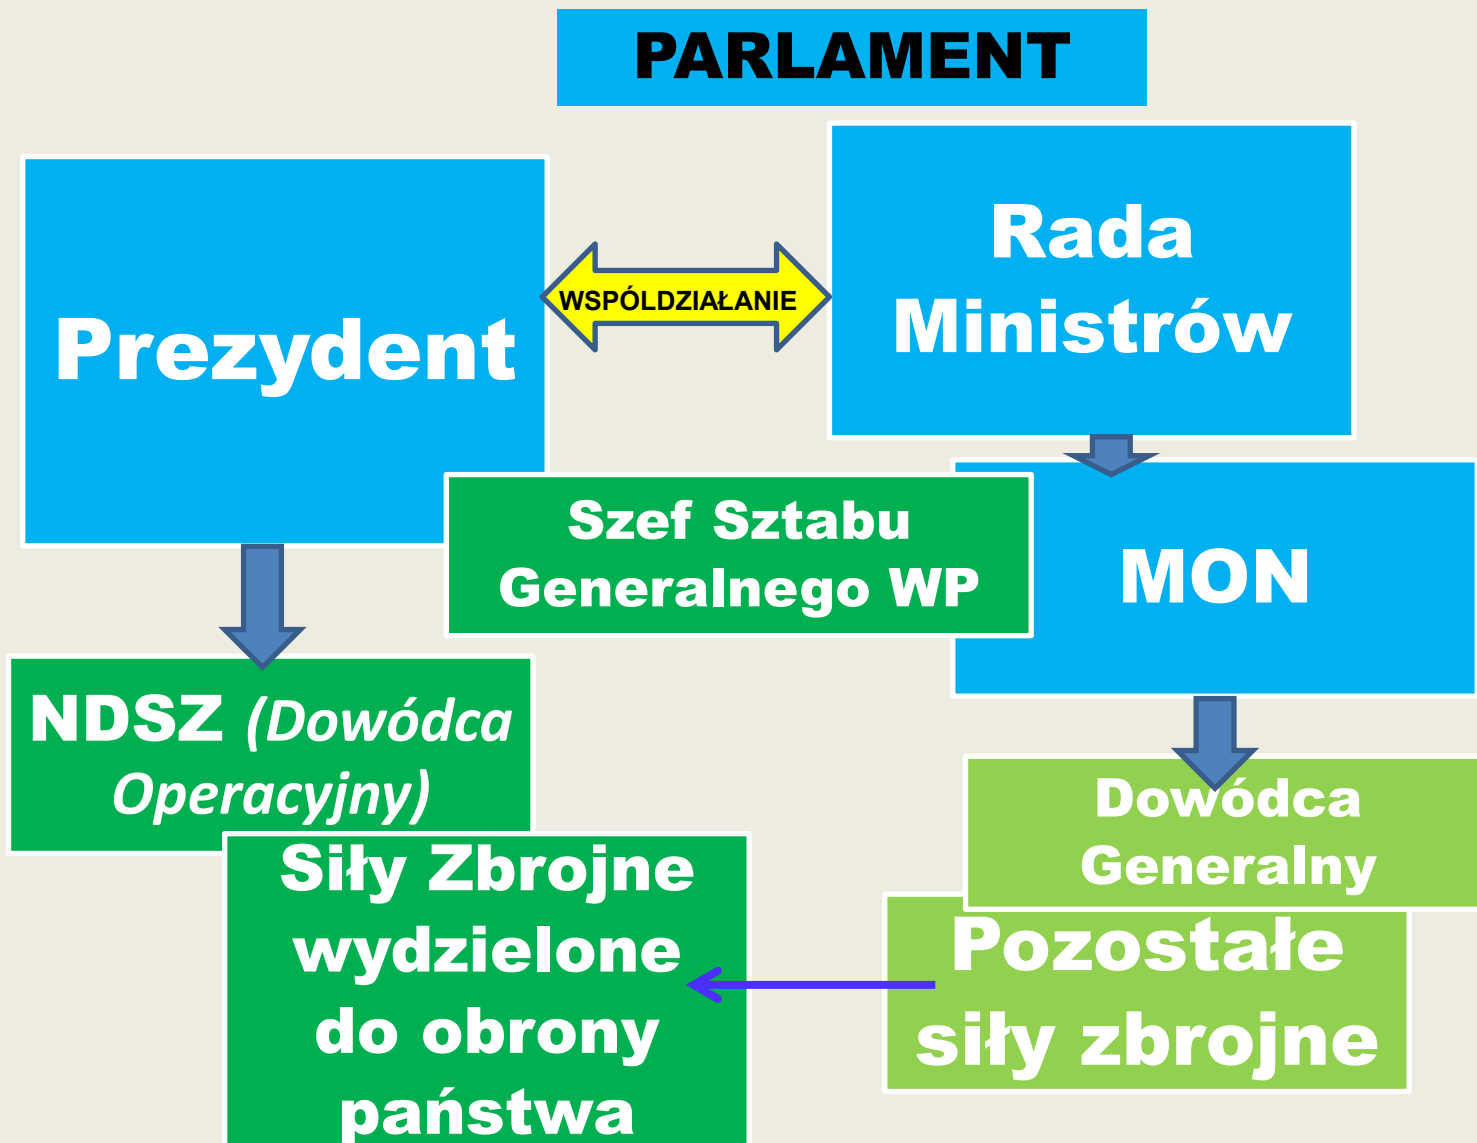 PARLAMENT
Prezydent
WSPÓLDZIAŁANIE
Rada
Ministrów
Szef Sztabu
Generalnego WP
MON
NDSZ (Dowódca
Operacyjny)
Dowódca
Generalny
Siły Zbrojne
wydzielone
do obrony
państwa
Pozostałe
siły zbrojne